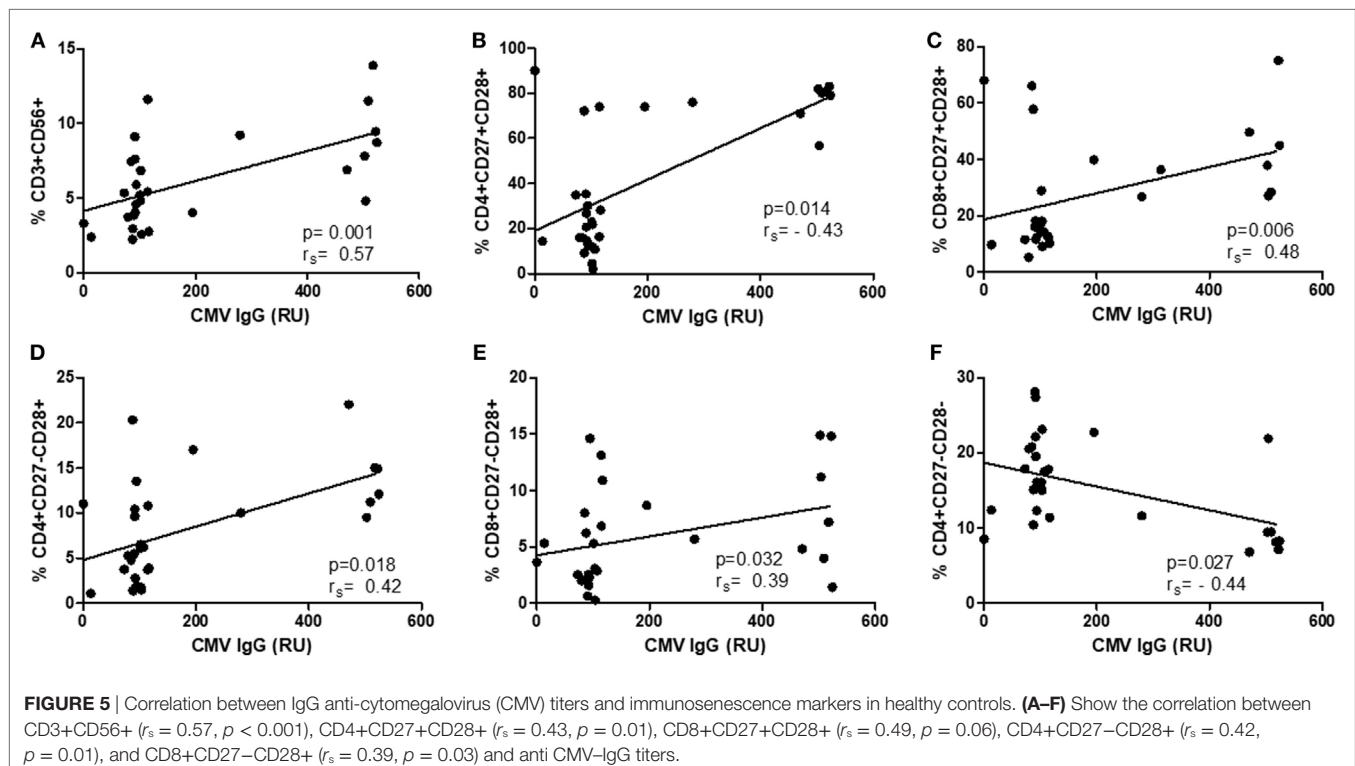 A
15
10
5
0
% CD3+CD56+
p= 0.001
rs= 0.57
0 200 400 600
CMV IgG (RU)
B
100
80
60
40
20
0
% CD4+CD27+CD28+
p=0.014
rs= - 0.43
0 200 400 600
CMV IgG (RU)
C
80
60
40
20
0
% CD8+CD27+CD28+
p=0.006
rs= 0.48
0 200 400 600
CMV IgG (RU)
D
25
20
15
10
5
0
% CD4+CD27-CD28+
p=0.018
rs= 0.42
0 200 400 600
CMV IgG (RU)
E
20
15
10
5
0
% CD8+CD27-CD28+
p=0.032
rs= 0.39
0 200 400 600
CMV IgG (RU)
F
30
20
10
0
% CD4+CD27-CD28-
p=0.027
rs= - 0.44
0 200 400 600
CMV IgG (RU)
FIGURE 5 | Correlation between IgG anti-cytomegalovirus (CMV) titers and immunosenescence markers in healthy controls. (A–F) Show the correlation between
CD3+CD56+ (rs = 0.57, p < 0.001), CD4+CD27+CD28+ (rs = 0.43, p = 0.01), CD8+CD27+CD28+ (rs = 0.49, p = 0.06), CD4+CD27−CD28+ (rs = 0.42,
p = 0.01), and CD8+CD27−CD28+ (rs = 0.39, p = 0.03) and anti CMV–IgG titers.